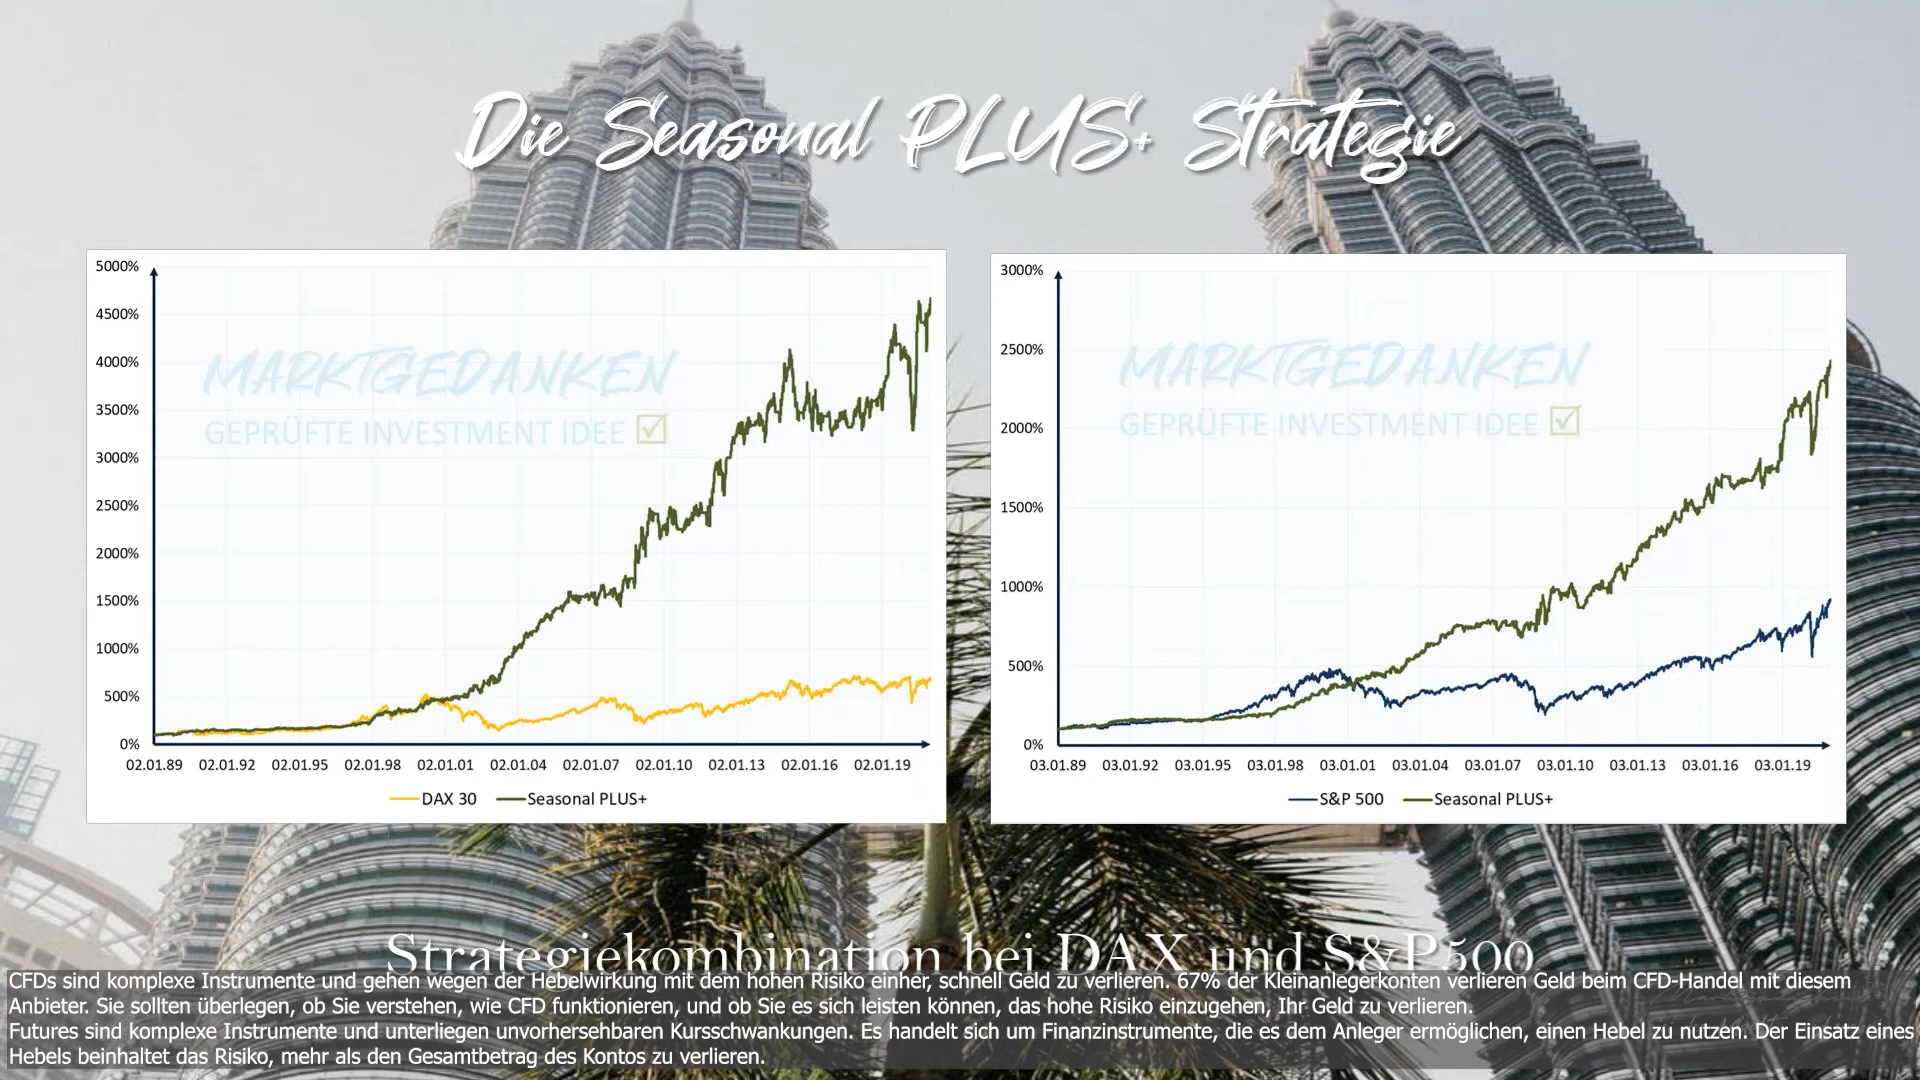 Die Seasonal PLUS+ Strategie
5000%
4500%
4000%
3500%
3000%
2500%
2000%
1500%
1000%
500%
0%
MARKTGEDANKEN
GEPRÜFTE INVESTMENT IDEE
02.01.89 02.01.92 02.01.95 02.01.98 02.01.01 02.01.04 02.01.07 02.01.10 02.01.13 02.01.16 02.01.19
DAX 30 Seasonal PLUS+
3000%
2500%
2000%
1500%
1000%
500%
0%
MARKTGEDANKEN
GEPRÜFTE INVESTMENT IDEE
03.01.89 03.01.92 03.01.95 03.01.98 03.01.01 03.01.04 03.01.07 03.01.10 03.01.13 03.01.16 03.01.19
S&P 500 Seasonal PLUS+
Strategiekombination bei DAX und S&P500
CFDs sind komplexe Instrumente und gehen wegen der Hebelwirkung mit dem hohen Risiko einher, schnell Geld zu verlieren. 67% der Kleinanlegerkonten verlieren Geld beim CFD-Handel mit diesem
Anbieter. Sie sollten überlegen, ob Sie verstehen, wie CFD funktionieren, und ob Sie es sich leisten können, das hohe Risiko einzugehen, Ihr Geld zu verlieren.
Futures sind komplexe Instrumente und unterliegen unvorhersehbaren Kursschwankungen. Es handelt sich um Finanzinstrumente, die es dem Anleger ermöglichen, einen Hebel zu nutzen. Der Einsatz eines
Hebels beinhaltet das Risiko, mehr als den Gesamtbetrag des Kontos zu verlieren.